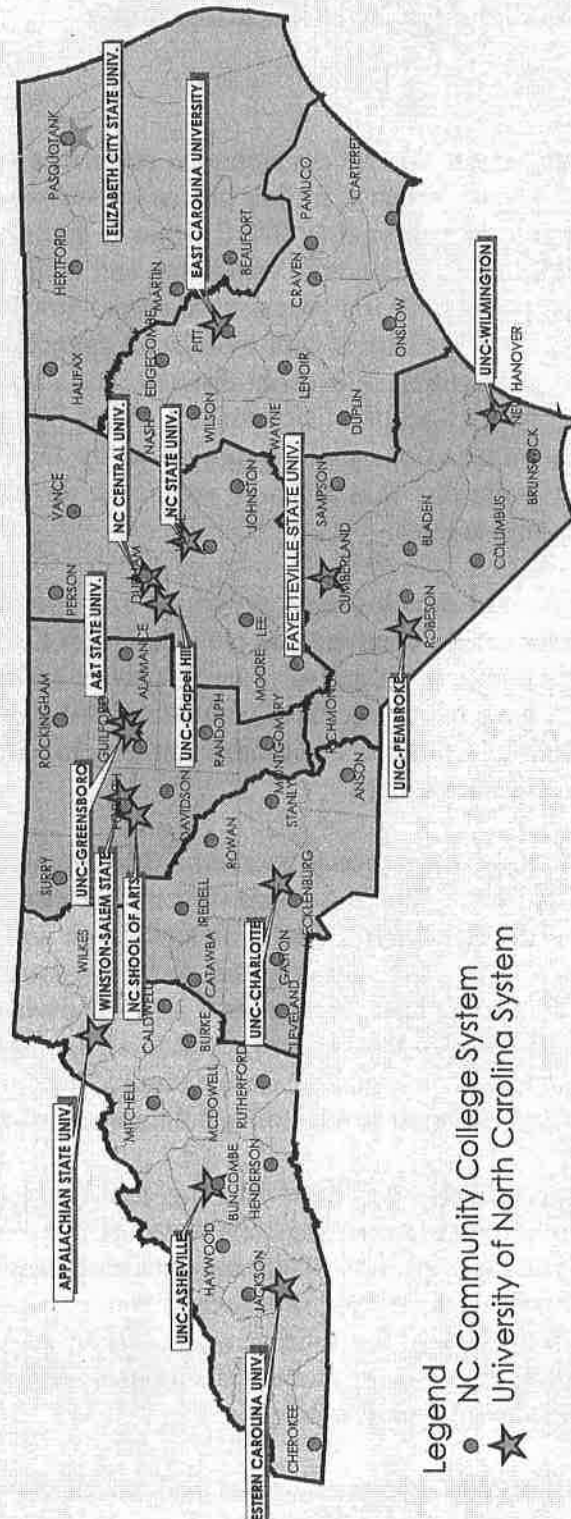 APPALACHIAN STATE UNIV.
UNC-ASHEVILLE
WINSTON-SALEM STATE
NC SHOOL OF ARTS
UNC-GREENSBORO
A&T STATE UNIV.
UNC-Chapel Hill
NC CENTRAL UNIV.
NC STATE UNIV.
EAST CAROLINA UNIVERSITY
ELIZABETH CITY STATE UNIV.
FAYETTEVILLE STATE UNIV.
UNC-CHARLOTTE
UNC-PEMBROKE
UNC-WILMINGTON
CAROLINA UNIV.
CHEROKEE
JACKSON
HAYWOOD
BUNCOMBE
HENDERSON
MITCHELL
MCDOWELL
RUTHERFORD
BURKE
CALDWELL
CATAWBA
WILKES
IREDELL
GASTON
ROWAN
SURRY
DAVIDSON
STANLY
ANSON
MONTGOMERY
RANDOLPH
ROCKINGHAM
GUILFORD
ALAMANCE
MOORE
LEE
PERSON
VANCE
JOHNSTON
SAMPSON
CUMBERLAND
ROBESON
BLADEN
COLUMBUS
BRUNSWICK
HANOVER
HALIFAX
NASH
EDGECOMBE
WILSON
WAYNE
DUPLIN
LENOIR
ONSLOW
PITT
MARTIN
HERTFORD
BEAUFORT
CRAVEN
PAMLICO
CARTERET
PASQUOTANK
Legend
NC Community College System
University of North Carolina System